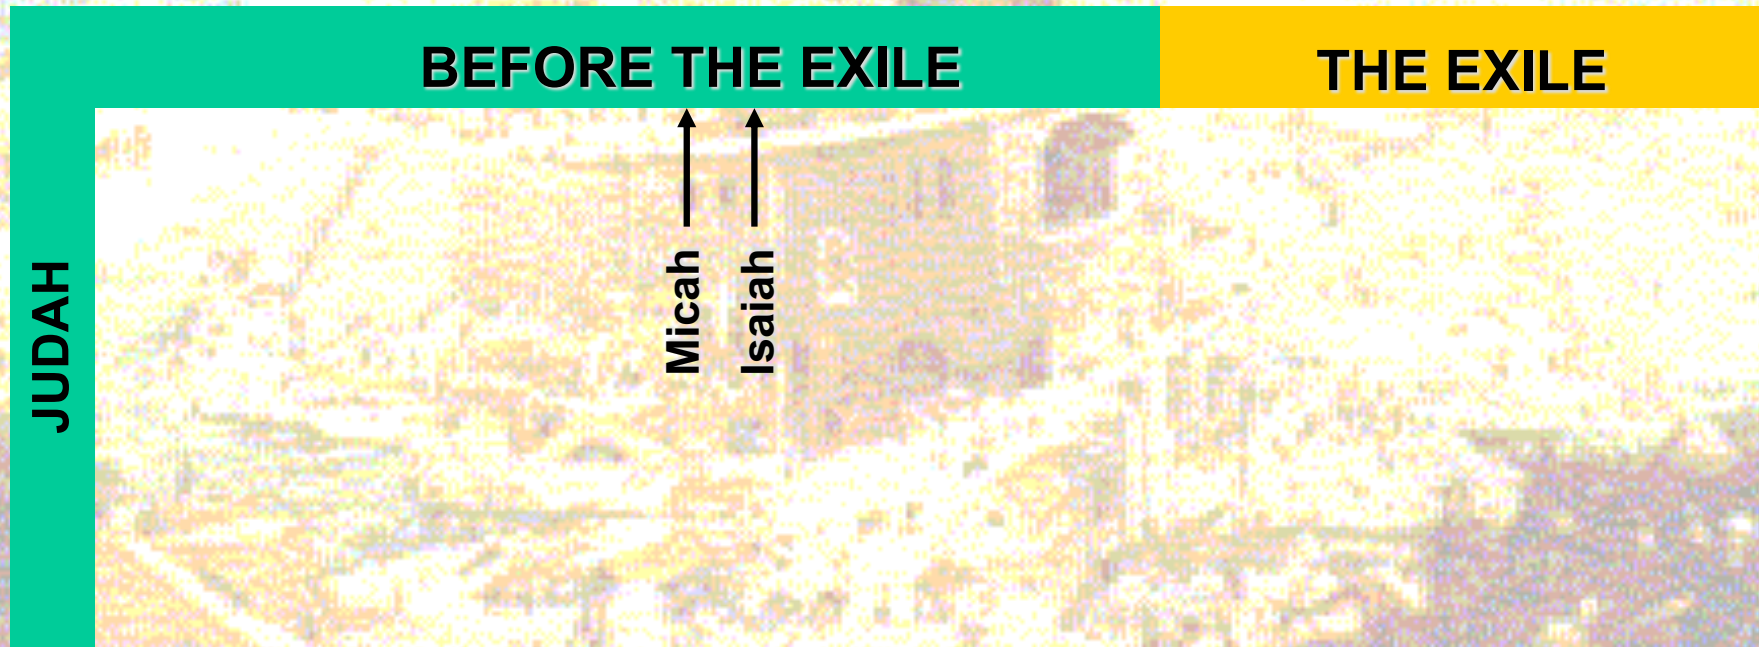 BEFORE THE EXILE
THE EXILE
JUDAH
Micah
Isaiah